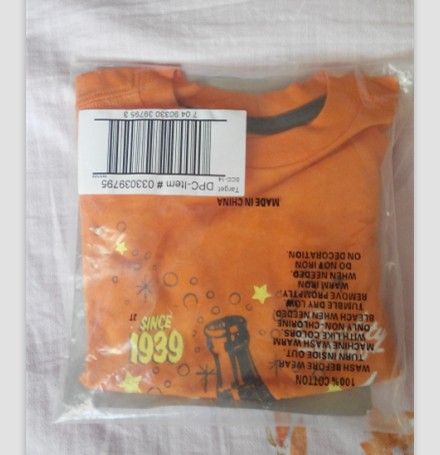 Target DPC-Item # 033039795
SCC-14
7 04 90330 39795 3
MADE IN CHINA
100% COTTON
WASH BEFORE WEAR
TURN INSIDE OUT.
MACHINE WASH WARM
WITH LIKE COLORS.
ONLY NON-CHLORINE
BLEACH WHEN NEEDED
TUMBLE DRY LOW.
REMOVE PROMPTLY.
WARM IRON
WHEN NEEDED.
DO NOT IRON
ON DECORATION.
SINCE
1939